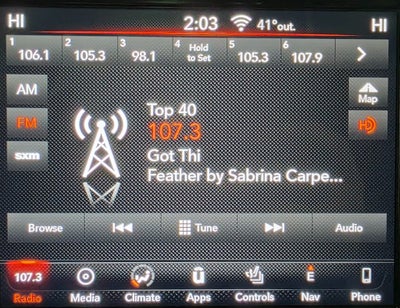 HI 2:03 41°out. HI
1 106.1 2 105.3 3 98.1 4 Hold to Set 5 105.3 6 107.9
AM Map
FM HD
sxm
Top 40
107.3
Got Thi
Feather by Sabrina Carpe...
Browse Tune Audio
107.3 E
Radio Media Climate Apps Controls Nav Phone